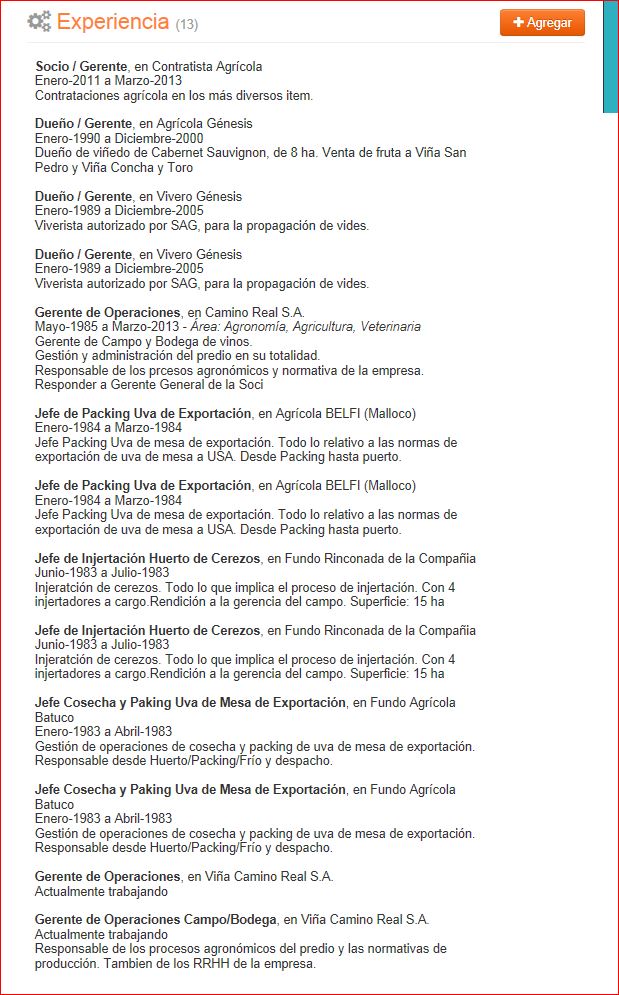 Experiencia (13)
+ Agregar
Socio / Gerente, en Contratista Agrícola
Enero-2011 a Marzo-2013
Contrataciones agrícola en los más diversos item.
Dueño / Gerente, en Agrícola Génesis
Enero-1990 a Diciembre-2000
Dueño de viñedo de Cabernet Sauvignon, de 8 ha. Venta de fruta a Viña San
Pedro y Viña Concha y Toro
Dueño / Gerente, en Vivero Génesis
Enero-1989 a Diciembre-2005
Viverista autorizado por SAG, para la propagación de vides.
Dueño / Gerente, en Vivero Génesis
Enero-1989 a Diciembre-2005
Viverista autorizado por SAG, para la propagación de vides.
Gerente de Operaciones, en Camino Real S.A.
Mayo-1985 a Marzo-2013 - Área: Agronomía, Agricultura, Veterinaria
Gerente de Campo y Bodega de vinos.
Gestión y administración del predio en su totalidad.
Responsable de los prcesos agronómicos y normativa de la empresa.
Responder a Gerente General de la Soci
Jefe de Packing Uva de Exportación, en Agrícola BELFI (Malloco)
Enero-1984 a Marzo-1984
Jefe Packing Uva de mesa de exportación. Todo lo relativo a las normas de
exportación de uva de mesa a USA. Desde Packing hasta puerto.
Jefe de Packing Uva de Exportación, en Agrícola BELFI (Malloco)
Enero-1984 a Marzo-1984
Jefe Packing Uva de mesa de exportación. Todo lo relativo a las normas de
exportación de uva de mesa a USA. Desde Packing hasta puerto.
Jefe de Injertación Huerto de Cerezos, en Fundo Rinconada de la Compañia
Junio-1983 a Julio-1983
Injeratción de cerezos. Todo lo que implica el proceso de injertación. Con 4
injertadores a cargo.Rendición a la gerencia del campo. Superficie: 15 ha
Jefe de Injertación Huerto de Cerezos, en Fundo Rinconada de la Compañia
Junio-1983 a Julio-1983
Injeratción de cerezos. Todo lo que implica el proceso de injertación. Con 4
injertadores a cargo.Rendición a la gerencia del campo. Superficie: 15 ha
Jefe Cosecha y Paking Uva de Mesa de Exportación, en Fundo Agrícola
Batuco
Enero-1983 a Abril-1983
Gestión de operaciones de cosecha y packing de uva de mesa de exportación.
Responsable desde Huerto/Packing/Frío y despacho.
Jefe Cosecha y Paking Uva de Mesa de Exportación, en Fundo Agrícola
Batuco
Enero-1983 a Abril-1983
Gestión de operaciones de cosecha y packing de uva de mesa de exportación.
Responsable desde Huerto/Packing/Frío y despacho.
Gerente de Operaciones, en Viña Camino Real S.A.
Actualmente trabajando
Gerente de Operaciones Campo/Bodega, en Viña Camino Real S.A.
Actualmente trabajando
Responsable de los procesos agronómicos del predio y las normativas de
producción. Tambien de los RRHH de la empresa.